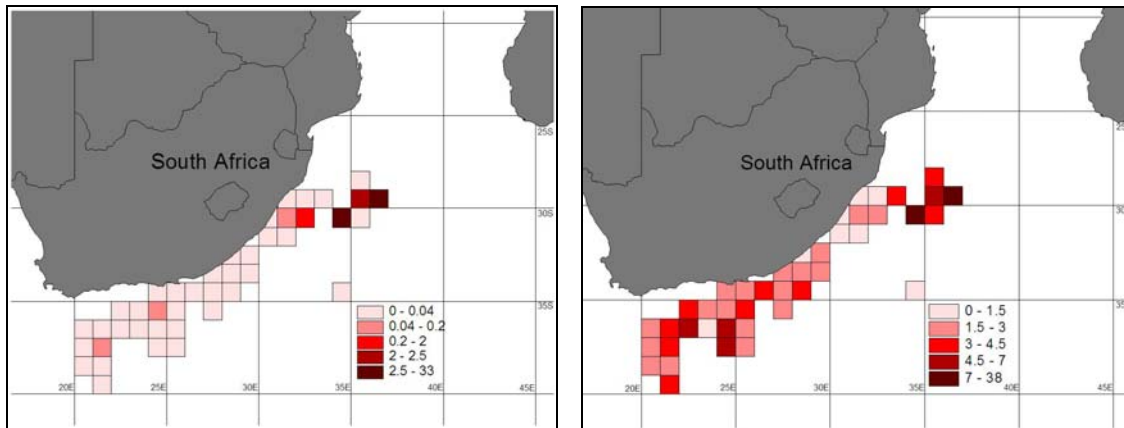 South Africa
25S
30S
35S
0 - 0.04
0.04 - 0.2
0.2 - 2
2 - 2.5
2.5 - 33
20E 25E 30E 35E 40E 45E
South Africa
25S
30S
35S
0 - 1.5
1.5 - 3
3 - 4.5
4.5 - 7
7 - 38
20E 25E 30E 35E 40E 45E